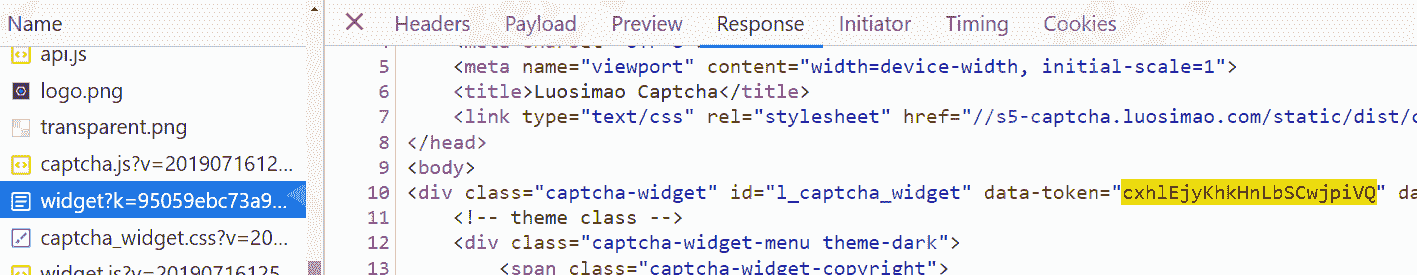 Name
api.js
logo.png
transparent.png
captcha.js?v=2019071612...
widget?k=95059ebc73a9...
captcha_widget.css?v=20...
widget.js?v=2019071625...
Headers Payload Preview Response Initiator Timing Cookies
5 <meta name="viewport" content="width=device-width, initial-scale=1">
6 <title>Luosimao Captcha</title>
7 <link type="text/css" rel="stylesheet" href="//s5-captcha.luosimao.com/static/dist/c
8 </head>
9 <body>
10 <div class="captcha-widget" id="l_captcha_widget" data-token="cxhlEjyKhkHnLbSCwjpiVQ" da
11 <!-- theme class -->
12 <div class="captcha-widget-menu theme-dark">
13 <span class="captcha-widget-copyright">